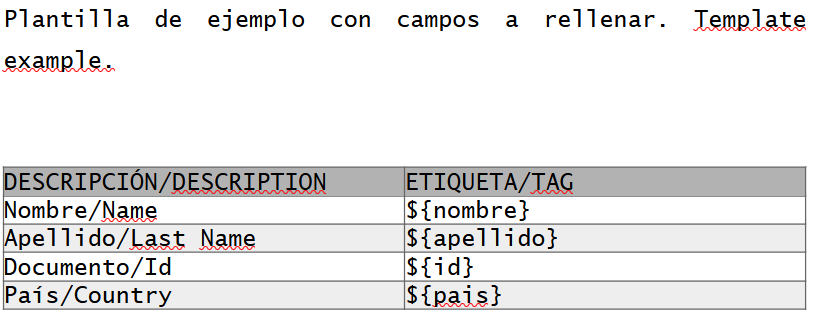 Plantilla de ejemplo con campos a rellenar. Template
example.
DESCRIPCIÓN/DESCRIPTION ETIQUETA/TAG
Nombre/Name ${nombre}
Apellido/Last Name ${apellido}
Documento/Id ${id}
País/Country ${pais}